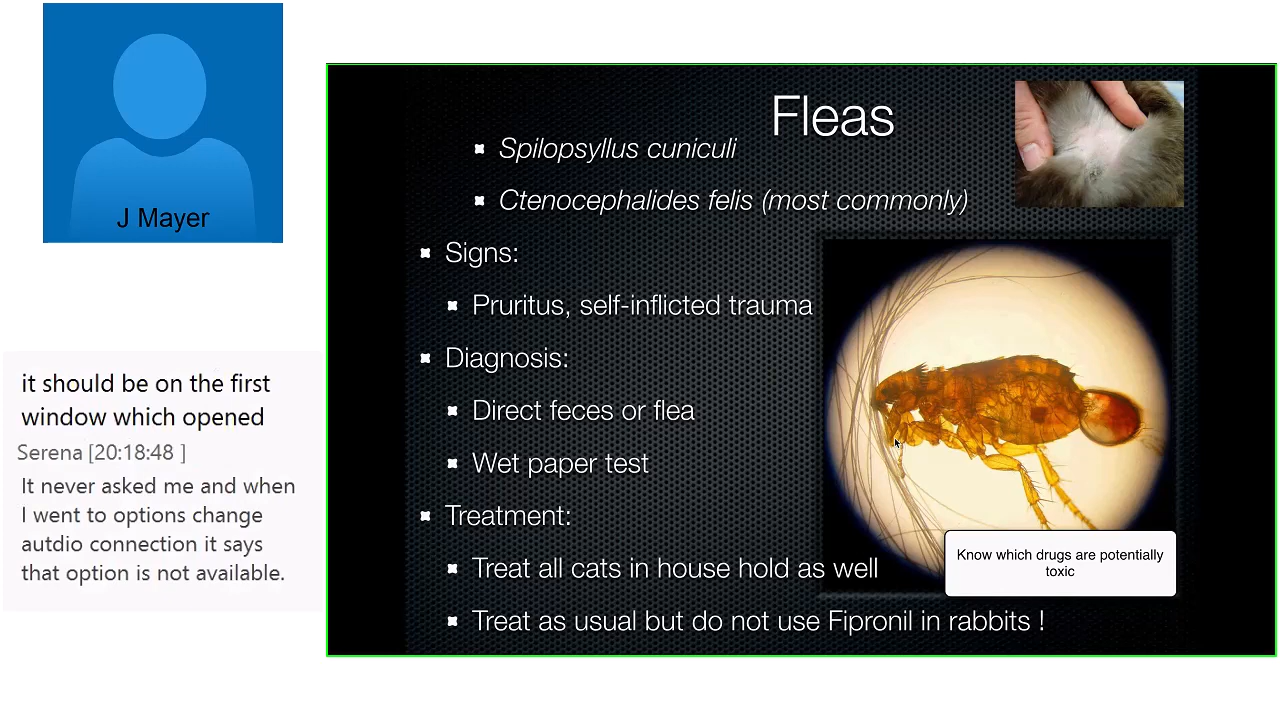 J Mayer
it should be on the first
window which opened
Serena [20:18:48 ]
It never asked me and when
I went to options change
autdio connection it says
that option is not available.
Fleas
Spilopsyllus cuniculi
Ctenocephalides felis (most commonly)
Signs:
Pruritus, self-inflicted trauma
Diagnosis:
Direct feces or flea
Wet paper test
Treatment:
Treat all cats in house hold as well
Treat as usual but do not use Fipronil in rabbits !
Know which drugs are potentially
toxic